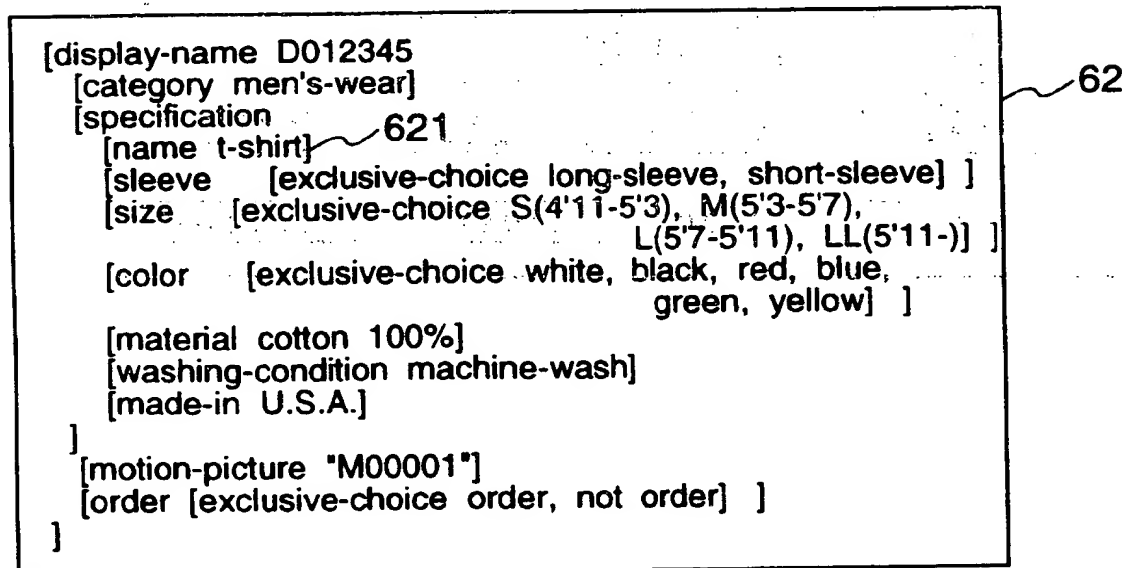 [display-name D012345
[category men's-wear]
62
[specification
[name t-shirt] 621
[sleeve [exclusive-choice long-sleeve, short-sleeve] ]
[size [exclusive-choice S(4'11-5'3), M(5'3-5'7),
L(5'7-5'11), LL(5'11-)] ]
[color [exclusive-choice white, black, red, blue,
green, yellow] ]
[material cotton 100%]
[washing-condition machine-wash]
[made-in U.S.A.]
]
[motion-picture "M00001"]
[order [exclusive-choice order, not order] ]
]